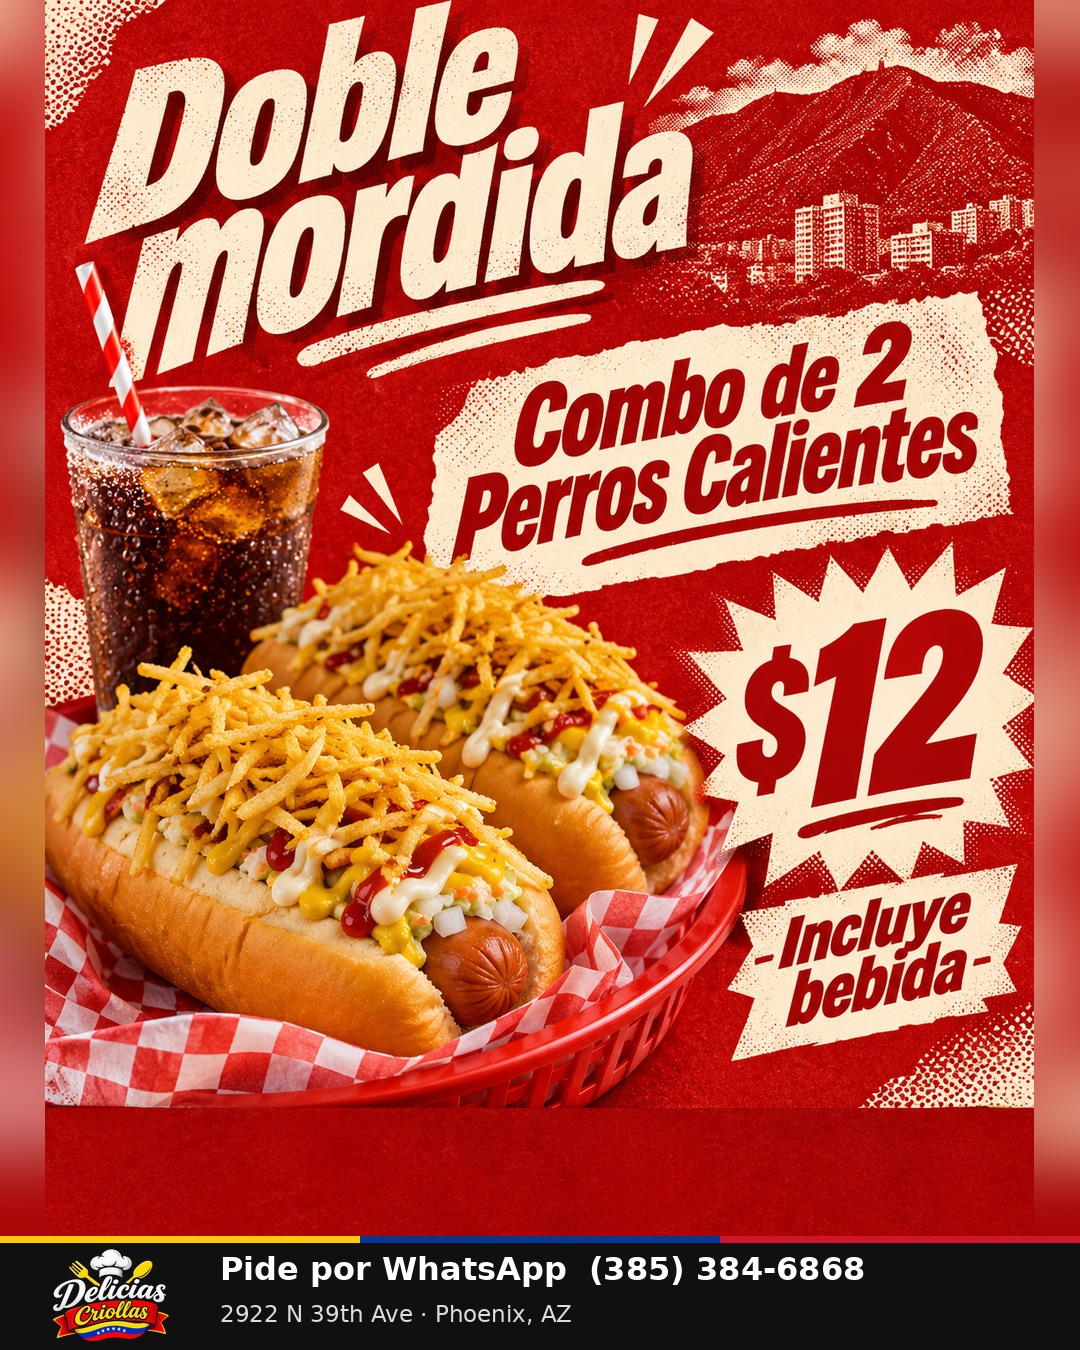 Doble
mordida
Combo de 2
Perros Calientes
$12
-Incluye
bebida-
Delicias
Criollas
Pide por WhatsApp (385) 384-6868
2922 N 39th Ave · Phoenix, AZ